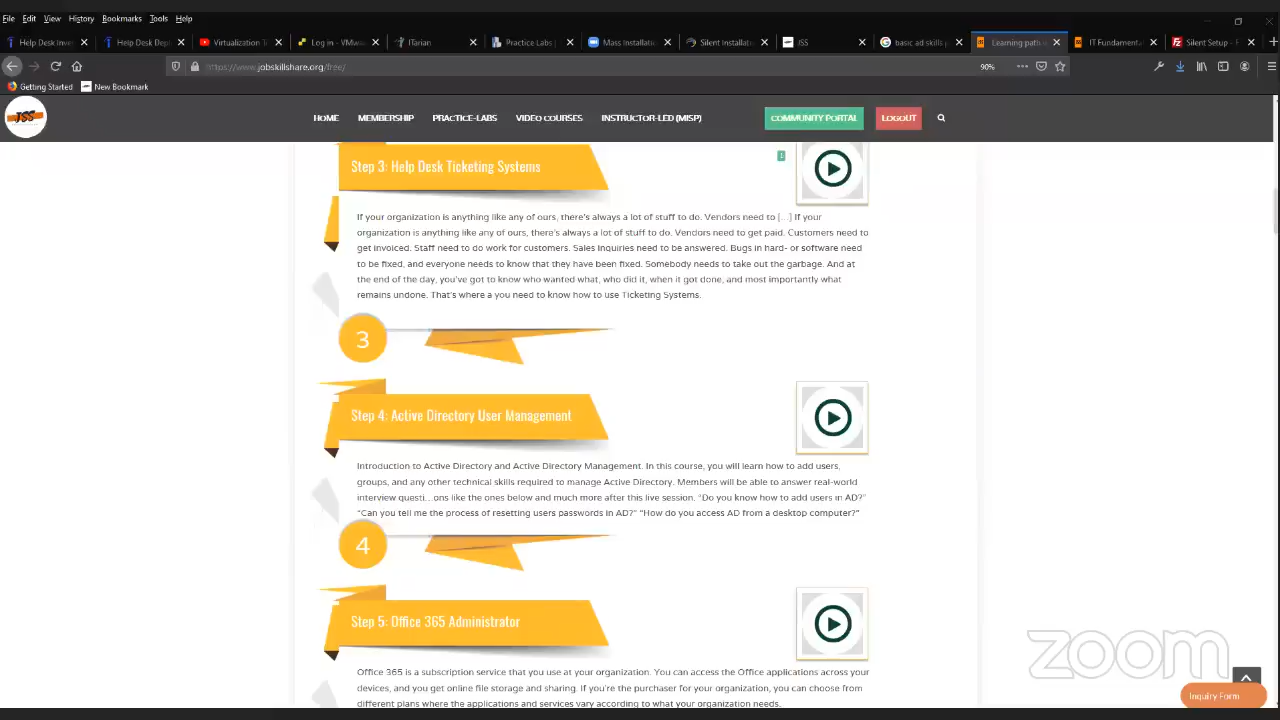 File Edit View History Bookmarks Tools Help
Help Desk Inve
Help Desk Dep
Virtualization T
Log in - VMw
ITarian
Practice Labs |
Mass Installatio
Silent Installati
JSS
basic ad skills p
Learning path
IT Fundament
Silent Setup - F
https://www.jobskillshare.org/free/
90%
Getting Started
New Bookmark
JSS
HOME
MEMBERSHIP
PRACTICE-LABS
VIDEO COURSES
INSTRUCTOR-LED (MISP)
COMMUNITY PORTAL
LOGOUT
Step 3: Help Desk Ticketing Systems
If your organization is anything like any of ours, there's always a lot of stuff to do. Vendors need to [...] If your
organization is anything like any of ours, there's always a lot of stuff to do. Vendors need to get paid. Customers need to
get invoiced. Staff need to do work for customers. Sales Inquiries need to be answered. Bugs in hard- or software need
to be fixed, and everyone needs to know that they have been fixed. Somebody needs to take out the garbage. And at
the end of the day, you've got to know who wanted what, who did it, when it got done, and most importantly what
remains undone. That's where a you need to know how to use Ticketing Systems.
3
Step 4: Active Directory User Management
Introduction to Active Directory and Active Directory Management. In this course, you will learn how to add users,
groups, and any other technical skills required to manage Active Directory. Members will be able to answer real-world
interview questi...ons like the ones below and much more after this live session. "Do you know how to add users in AD?"
"Can you tell me the process of resetting users passwords in AD?" "How do you access AD from a desktop computer?"
4
Step 5: Office 365 Administrator
Office 365 is a subscription service that you use at your organization. You can access the Office applications across your
devices, and you get online file storage and sharing. If you're the purchaser for your organization, you can choose from
different plans where the applications and services vary according to what your organization needs.
zoom
Inquiry Form